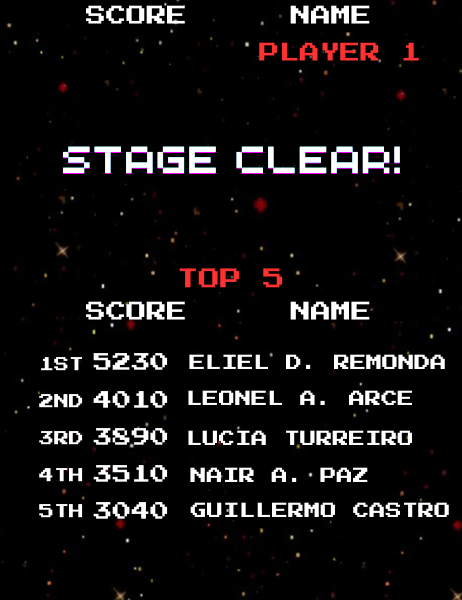 SCORE NAME
PLAYER 1
STAGE CLEAR!
TOP 5
SCORE NAME
1ST 5230 ELIEL D. REMONDA
2ND 4010 LEONEL A. ARCE
3RD 3890 LUCIA TURREIRO
4TH 3510 NAIR A. PAZ
5TH 3040 GUILLERMO CASTRO